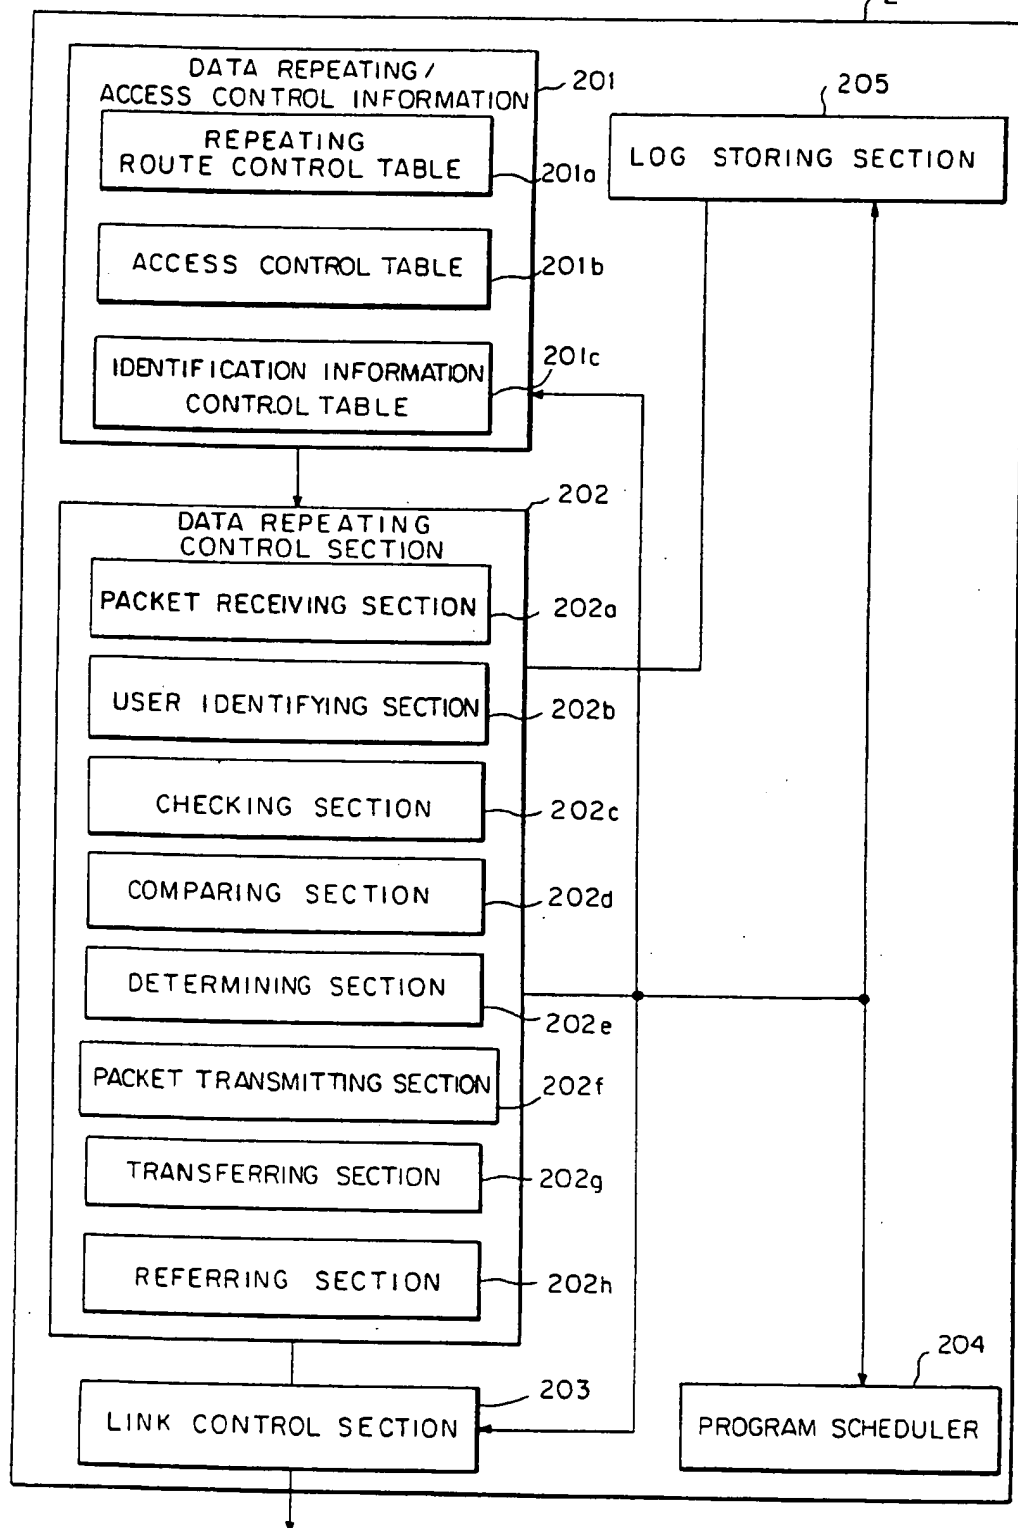 DATA REPEATING/
ACCESS CONTROL INFORMATION
201
REPEATING
ROUTE CONTROL TABLE
201a
ACCESS CONTROL TABLE
201b
IDENTIFICATION INFORMATION
CONTROL TABLE
201c
205
LOG STORING SECTION
202
DATA REPEATING
CONTROL SECTION
PACKET RECEIVING SECTION
202a
USER IDENTIFYING SECTION
202b
CHECKING SECTION
202c
COMPARING SECTION
202d
DETERMINING SECTION
202e
PACKET TRANSMITTING SECTION
202f
TRANSFERRING SECTION
202g
REFERRING SECTION
202h
203
LINK CONTROL SECTION
204
PROGRAM SCHEDULER